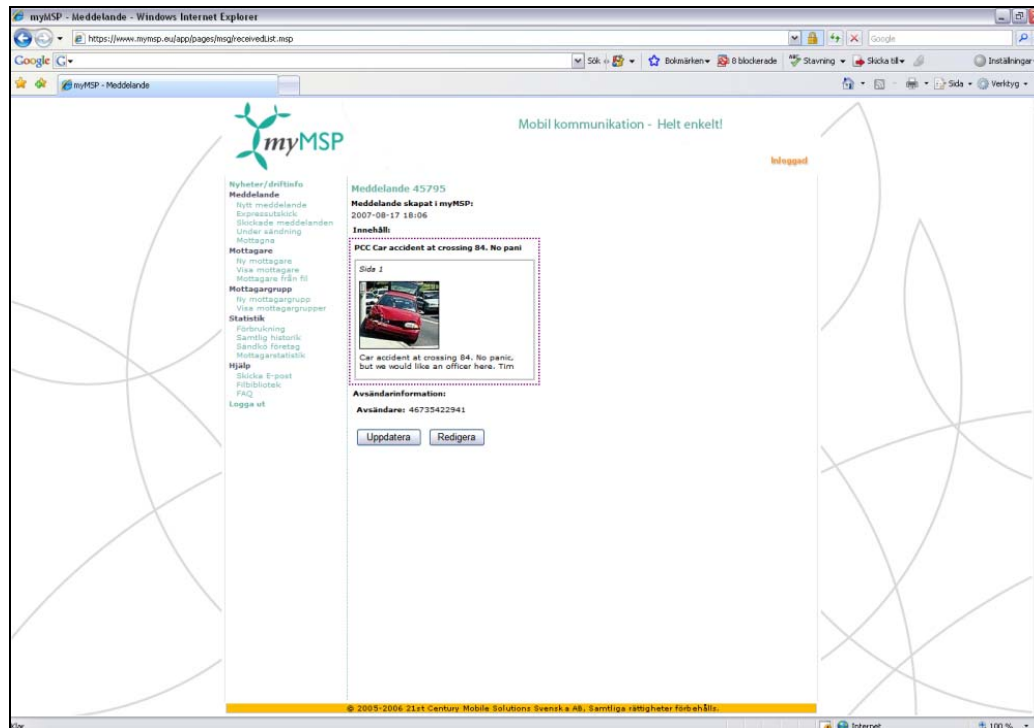 myMSP - Meddelande - Windows Internet Explorer
https://www.mymsp.eu/app/pages/msg/receivedList.msp
Google
Google
Sök
Bokmärken
0 blockerade
Stavning
Skicka till
Inställningar
myMSP - Meddelande
Sida
Verktyg
myMSP
Mobil kommunikation - Helt enkelt!
Inloggad
Nyheter/driftinfo
Meddelande
Nytt meddelande
Expressutskick
Skickade meddelanden
Under sändning
Mottagna
Mottagare
Ny mottagare
Visa mottagare
Mottagare från fil
Mottagargrupp
Ny mottagargrupp
Visa mottagargrupper
Statistik
Förbrukning
Samtlig historik
Sändkö företag
Mottagarstatistik
Hjälp
Skicka E-post
Filbibliotek
FAQ
Logga ut
Meddelande 45795
Meddelande skapat i myMSP:
2007-08-17 18:06
Innehåll:
PCC Car accident at crossing 84. No pani
Sida 1
Car accident at crossing 84. No panic,
but we would like an officer here. Tim
Avsändarinformation:
Avsändare: 46735422941
Uppdatera
Redigera
© 2005-2006 21st Century Mobile Solutions Svenska AB, Samtliga rättigheter förbehålls.
Klar
Internet
100 %